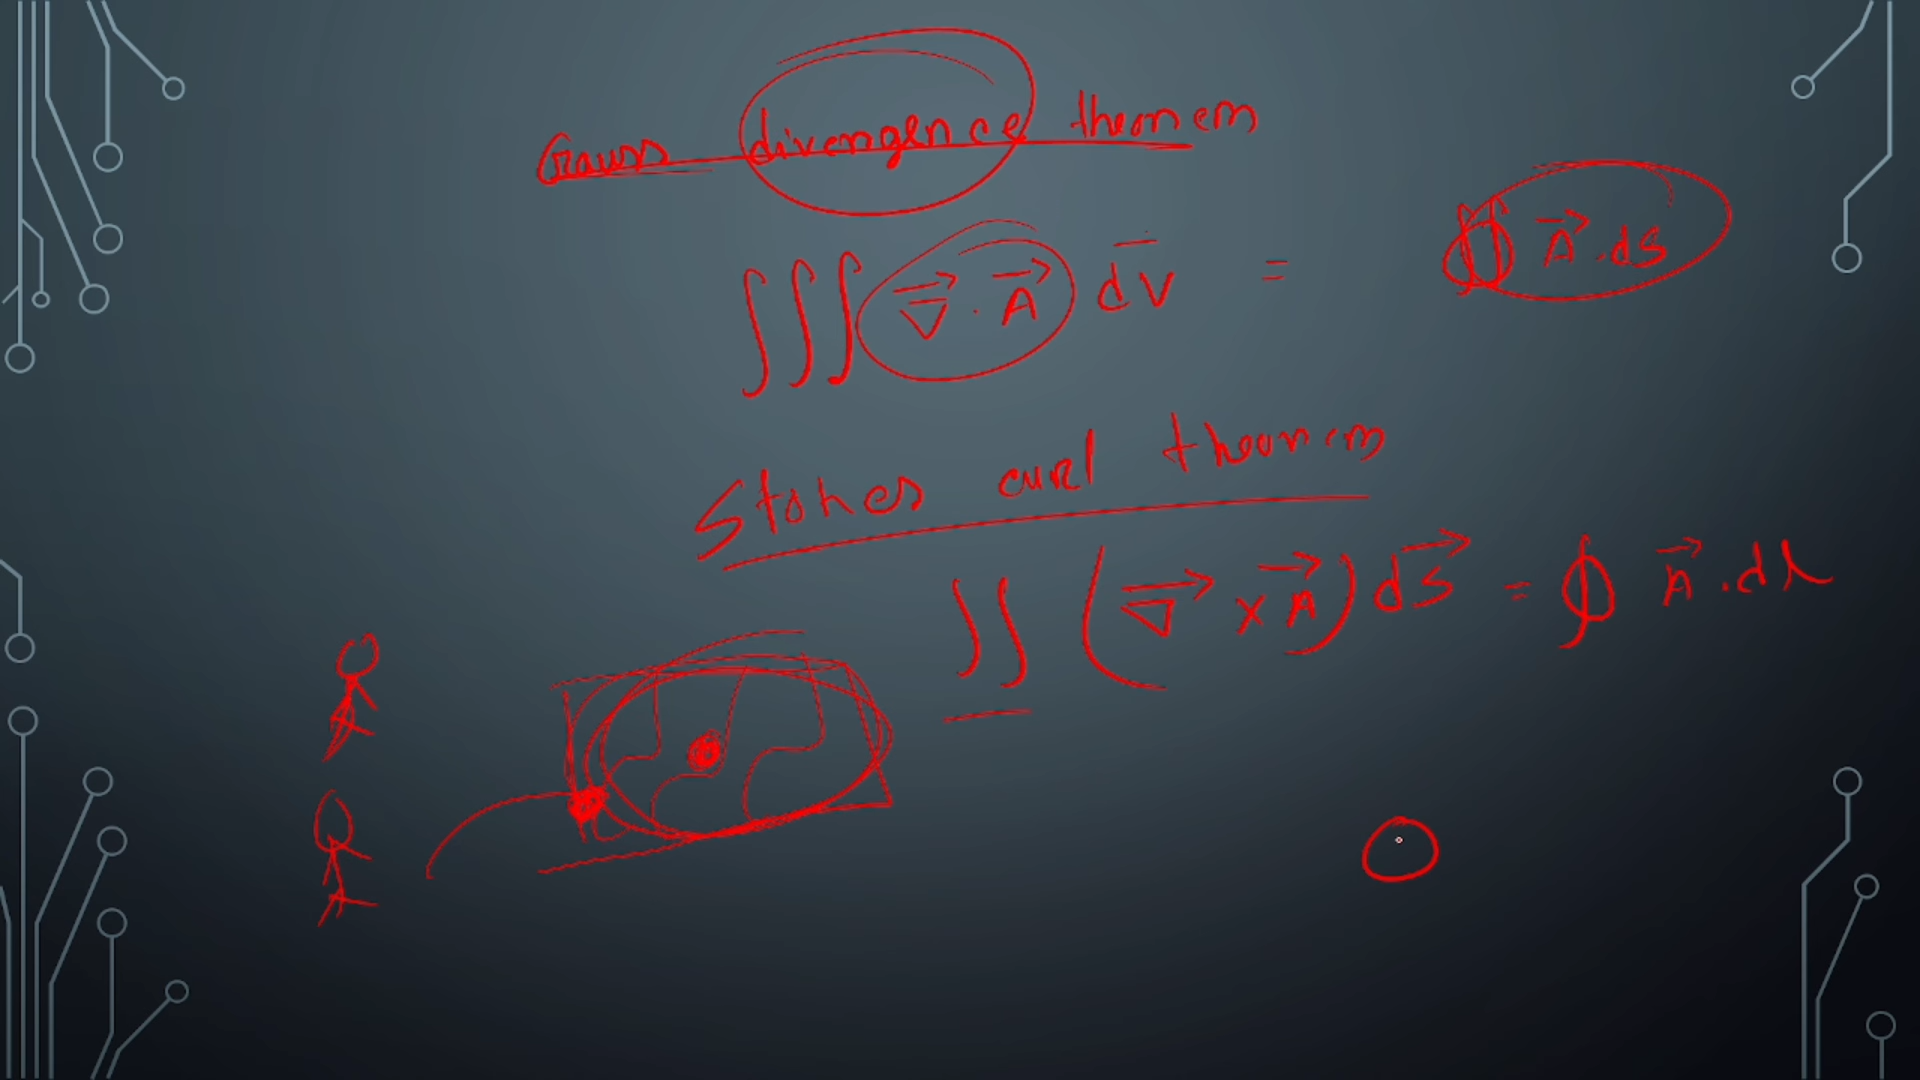 Gauss divergence theorem
∭ ∇⃗ · A⃗ dv̄ = ∯ A⃗ . ds
Stokes curl theorem
∬ (∇⃗ × A⃗) dS⃗ = ∮ A⃗ . dl